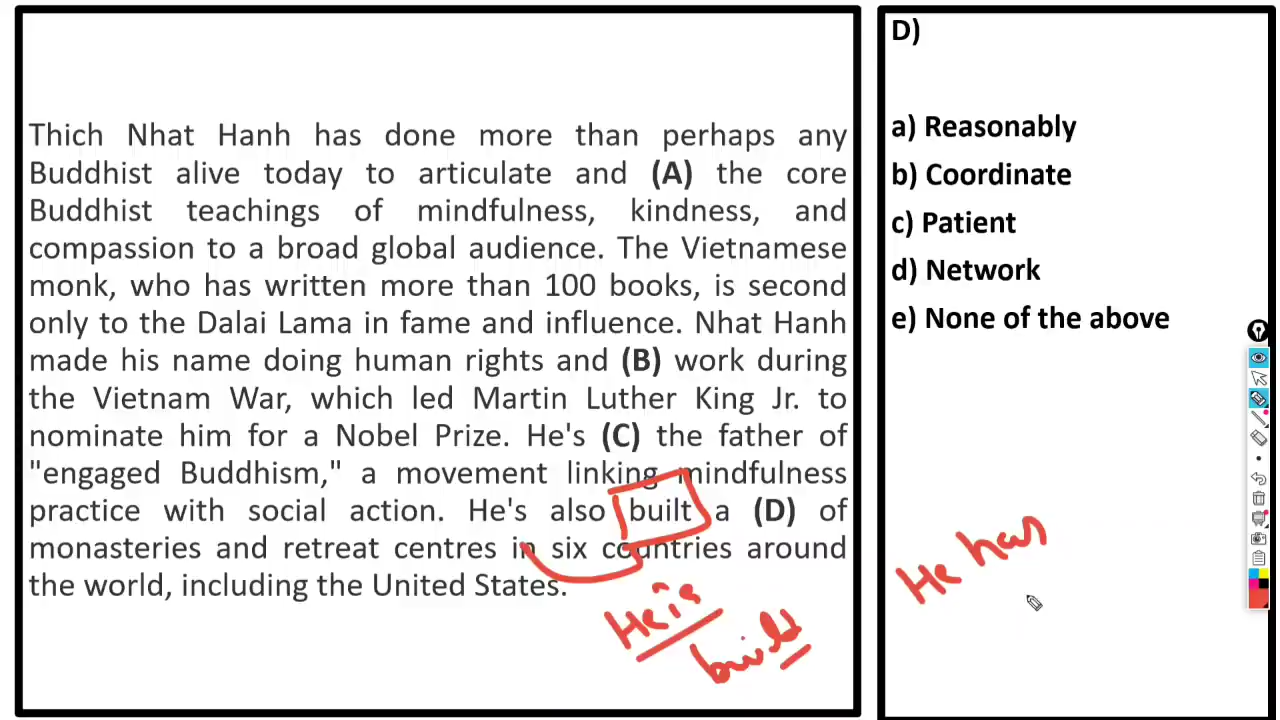 Thich Nhat Hanh has done more than perhaps any
Buddhist alive today to articulate and (A) the core
Buddhist teachings of mindfulness, kindness, and
compassion to a broad global audience. The Vietnamese
monk, who has written more than 100 books, is second
only to the Dalai Lama in fame and influence. Nhat Hanh
made his name doing human rights and (B) work during
the Vietnam War, which led Martin Luther King Jr. to
nominate him for a Nobel Prize. He's (C) the father of
"engaged Buddhism," a movement linking mindfulness
practice with social action. He's also built a (D) of
monasteries and retreat centres in six countries around
the world, including the United States.
He is
build
D)
a) Reasonably
b) Coordinate
c) Patient
d) Network
e) None of the above
He has